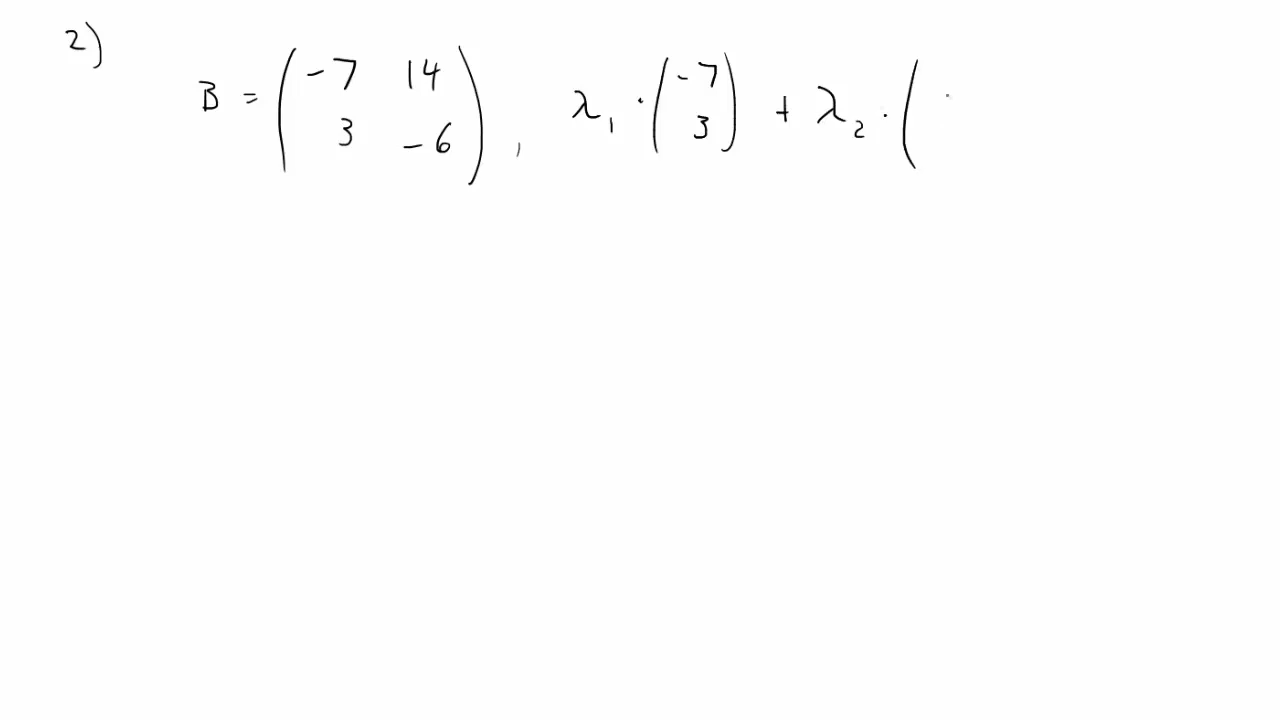 2)
B = ( -7 14 ; 3 -6 ) , λ₁ · ( -7 ; 3 ) + λ₂ · (